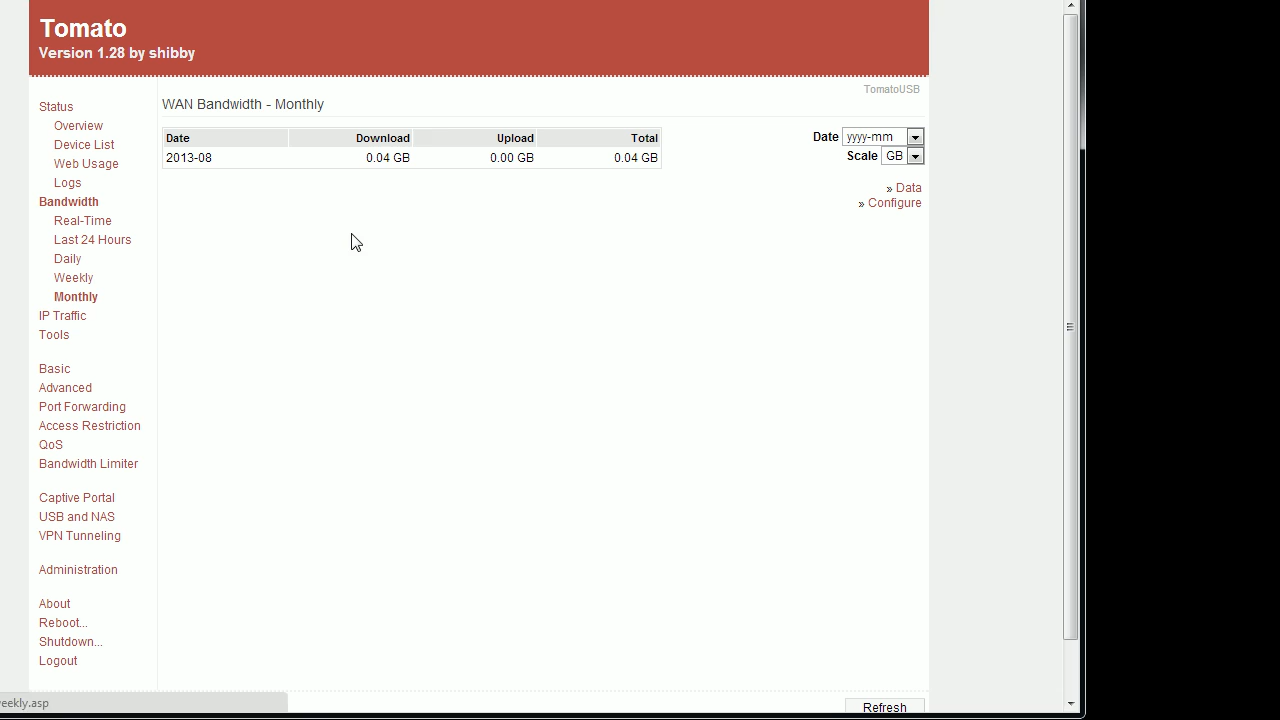 Tomato
Version 1.28 by shibby
TomatoUSB
Status
Overview
Device List
Web Usage
Logs
Bandwidth
Real-Time
Last 24 Hours
Daily
Weekly
Monthly
IP Traffic
Tools
Basic
Advanced
Port Forwarding
Access Restriction
QoS
Bandwidth Limiter
Captive Portal
USB and NAS
VPN Tunneling
Administration
About
Reboot...
Shutdown...
Logout
WAN Bandwidth - Monthly
Date Download Upload Total
2013-08 0.04 GB 0.00 GB 0.04 GB
Date yyyy-mm
Scale GB
» Data
» Configure
Refresh
eekly.asp